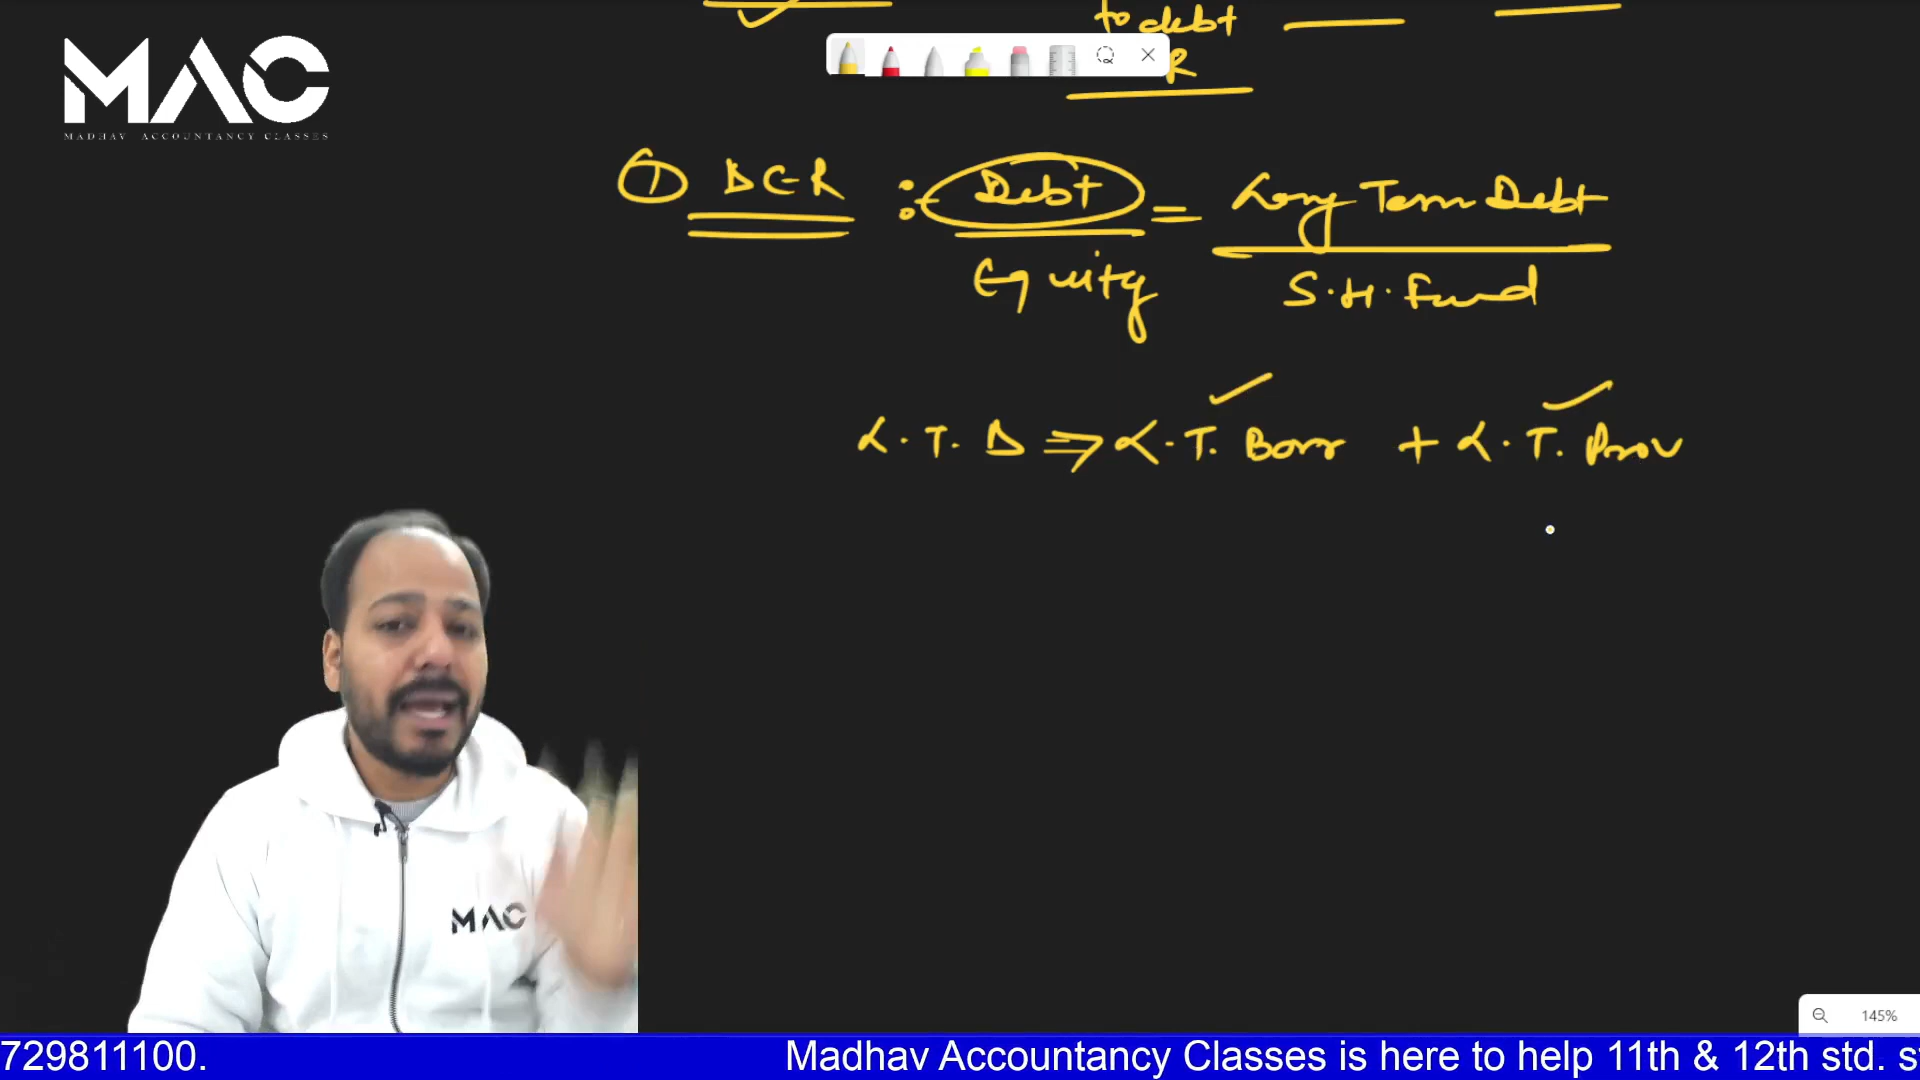 to debt
R
MAC
MADHAV ACCOUNTANCY CLASSES
① DER : Debt = Long Term Debt
Equity S.H. Fund
L.T. D ⇒ L.T. Borr + L.T. Prov
MAC
145%
729811100. Madhav Accountancy Classes is here to help 11th & 12th std. s